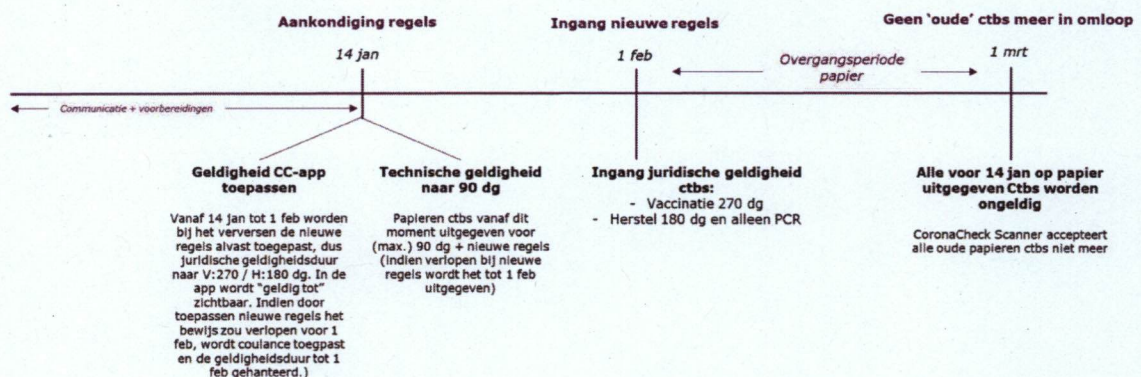 Aankondiging regels
14 jan
Ingang nieuwe regels
1 feb
Geen 'oude' ctbs meer in omloop
1 mrt
Overgangsperiode
papier
Communicatie + voorbereidingen
Geldigheid CC-app
toepassen
Vanaf 14 jan tot 1 feb worden
bij het verversen de nieuwe
regels alvast toegepast, dus
juridische geldigheidsduur
naar V:270 / H:180 dg. In de
app wordt "geldig tot"
zichtbaar. Indien door
toepassen nieuwe regels het
bewijs zou verlopen voor 1
feb, wordt coulance toegpast
en de geldigheidsduur tot 1
feb gehanteerd.)
Technische geldigheid
naar 90 dg
Papieren ctbs vanaf dit
moment uitgegeven voor
(max.) 90 dg + nieuwe regels
(indien verlopen bij nieuwe
regels wordt het tot 1 feb
uitgegeven)
Ingang juridische geldigheid
ctbs:
- Vaccinatie 270 dg
- Herstel 180 dg en alleen PCR
Alle voor 14 jan op papier
uitgegeven Ctbs worden
ongeldig
CoronaCheck Scanner accepteert
alle oude papieren ctbs niet meer